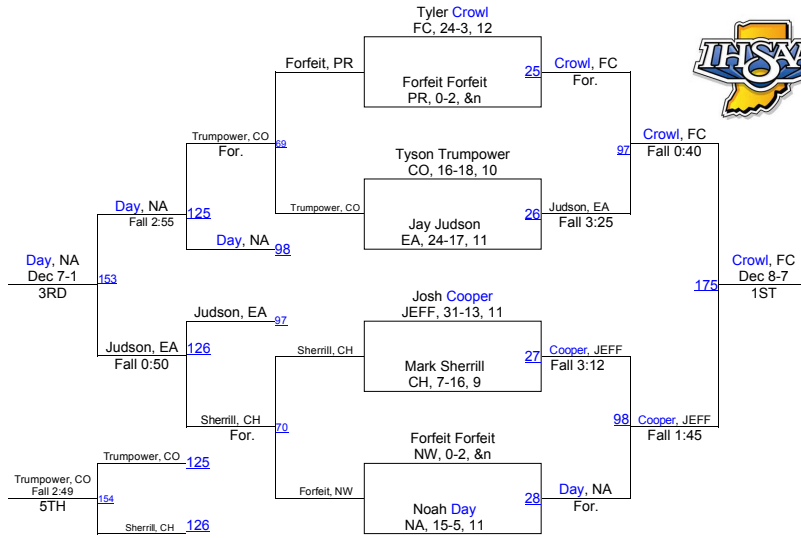 Tyler Crowl
FC, 24-3, 12
Forfeit, PR
25
Crowl, FC
For.
Forfeit Forfeit
PR, 0-2, &n
IHSAA
Trumpower, CO
For.
69
Crowl, FC
Fall 0:40
97
Tyson Trumpower
CO, 16-18, 10
Trumpower, CO
26
Judson, EA
Fall 3:25
Jay Judson
EA, 24-17, 11
Day, NA
Fall 2:55
125
Day, NA
98
Day, NA
Dec 7-1
3RD
153
Crowl, FC
Dec 8-7
1ST
175
Josh Cooper
JEFF, 31-13, 11
Judson, EA
97
Judson, EA
Fall 0:50
126
Sherrill, CH
27
Cooper, JEFF
Fall 3:12
Mark Sherrill
CH, 7-16, 9
Sherrill, CH
For.
70
98
Cooper, JEFF
Fall 1:45
Forfeit Forfeit
NW, 0-2, &n
Trumpower, CO
125
Trumpower, CO
Fall 2:49
5TH
154
Forfeit, NW
28
Day, NA
For.
Noah Day
NA, 15-5, 11
Sherrill, CH
126